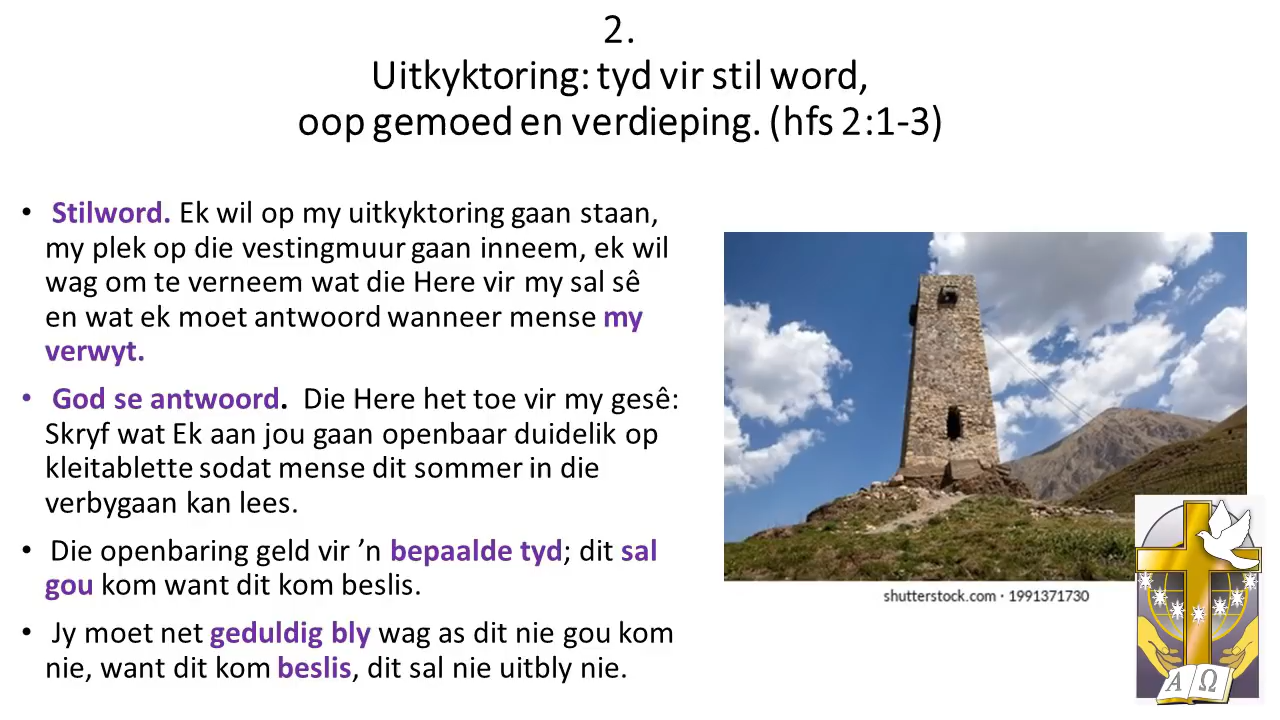 2.
Uitkyktoring: tyd vir stil word,
oop gemoed en verdieping. (hfs 2:1-3)
• Stilword. Ek wil op my uitkyktoring gaan staan,
my plek op die vestingmuur gaan inneem, ek wil
wag om te verneem wat die Here vir my sal sê
en wat ek moet antwoord wanneer mense my
verwyt.
• God se antwoord. Die Here het toe vir my gesê:
Skryf wat Ek aan jou gaan openbaar duidelik op
kleitablette sodat mense dit sommer in die
verbygaan kan lees.
• Die openbaring geld vir ’n bepaalde tyd; dit sal
gou kom want dit kom beslis.
• Jy moet net geduldig bly wag as dit nie gou kom
nie, want dit kom beslis, dit sal nie uitbly nie.
shutterstock.com · 1991371730
Α Ω